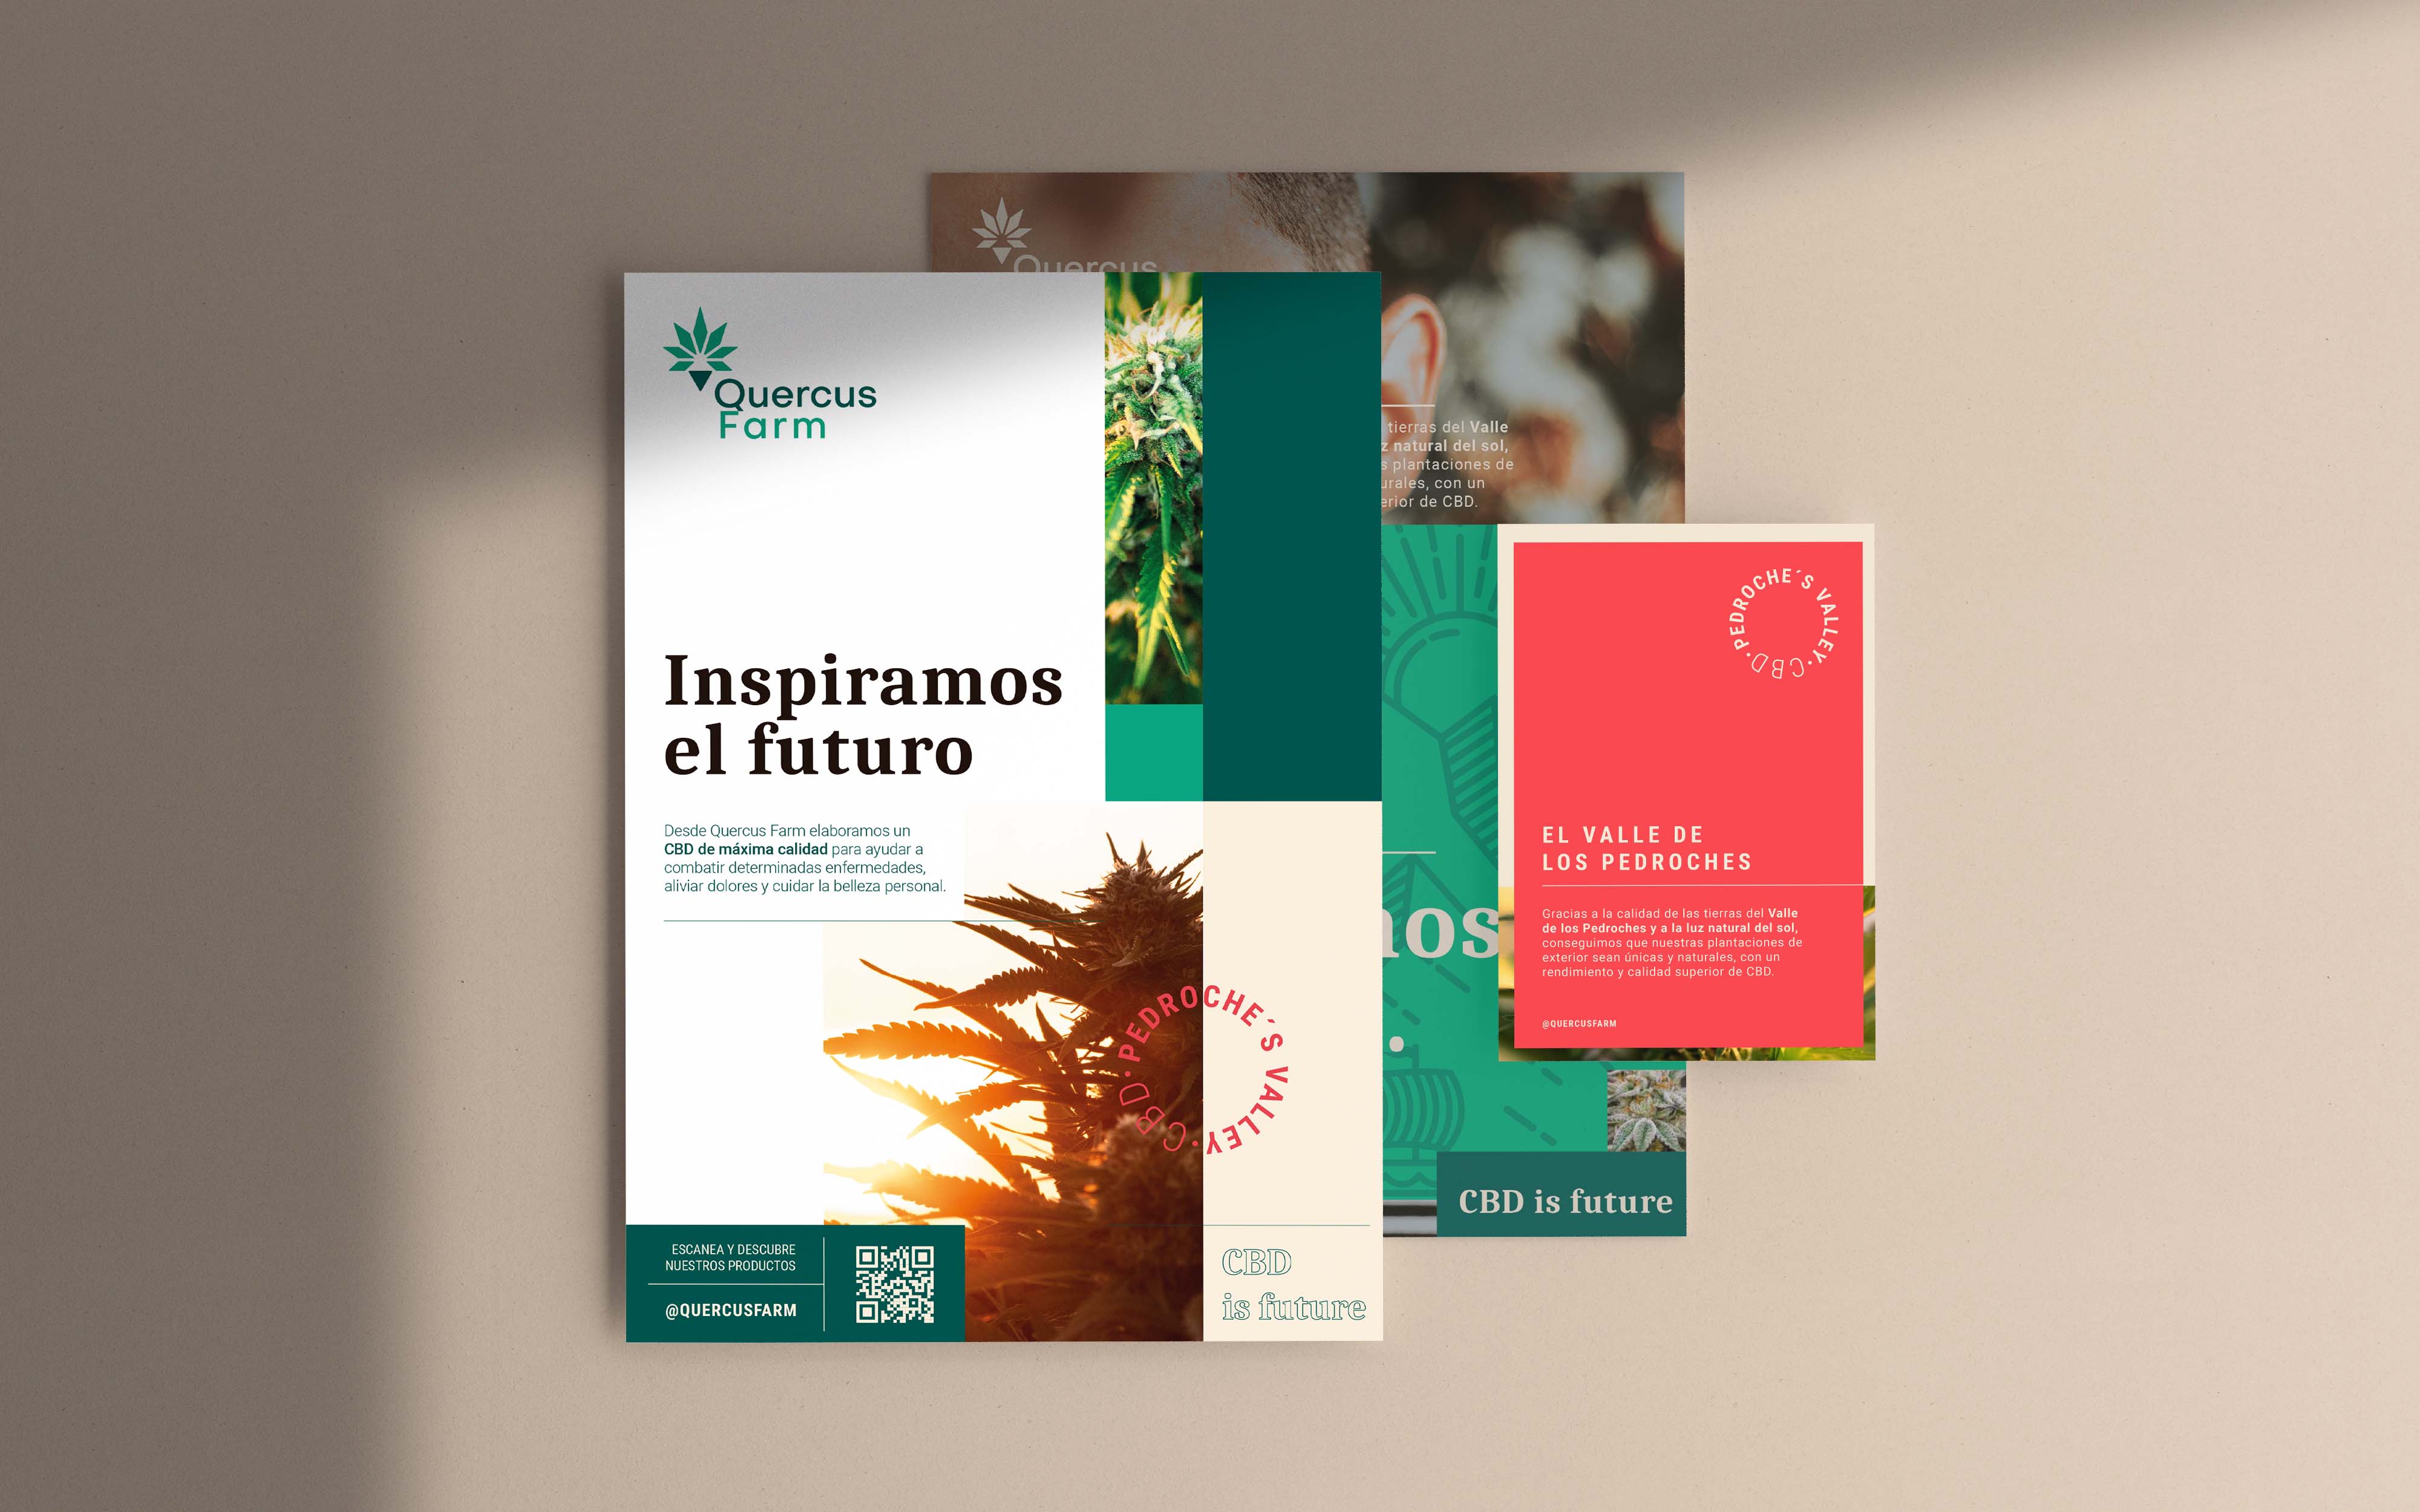 Quercus
Farm
Inspiramos
el futuro
Desde Quercus Farm elaboramos un
CBD de máxima calidad para ayudar a
combatir determinadas enfermedades,
aliviar dolores y cuidar la belleza personal.
PEDROCHE´S VALLEY·CBD·
ESCANEA Y DESCUBRE
NUESTROS PRODUCTOS
@QUERCUSFARM
CBD
is future
Quercus
tierras del Valle
natural del sol,
plantaciones de
con un
de CBD.
CBD is future
PEDROCHE´S VALLEY·CBD·
EL VALLE DE
LOS PEDROCHES
Gracias a la calidad de las tierras del Valle
de los Pedroches y a la luz natural del sol,
conseguimos que nuestras plantaciones de
exterior sean únicas y naturales, con un
rendimiento y calidad superior de CBD.
@QUERCUSFARM